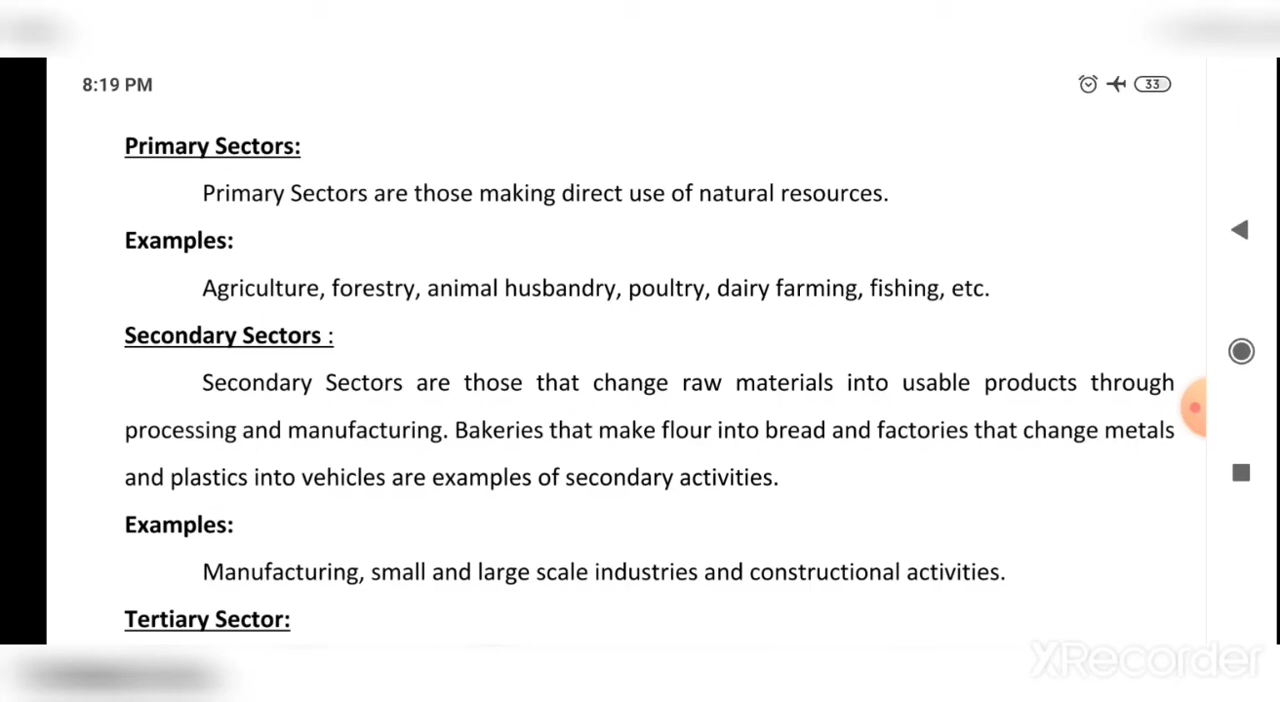 8:19 PM
33
Primary Sectors:
Primary Sectors are those making direct use of natural resources.
Examples:
Agriculture, forestry, animal husbandry, poultry, dairy farming, fishing, etc.
Secondary Sectors :
Secondary Sectors are those that change raw materials into usable products through
processing and manufacturing. Bakeries that make flour into bread and factories that change metals
and plastics into vehicles are examples of secondary activities.
Examples:
Manufacturing, small and large scale industries and constructional activities.
Tertiary Sector:
XRecorder